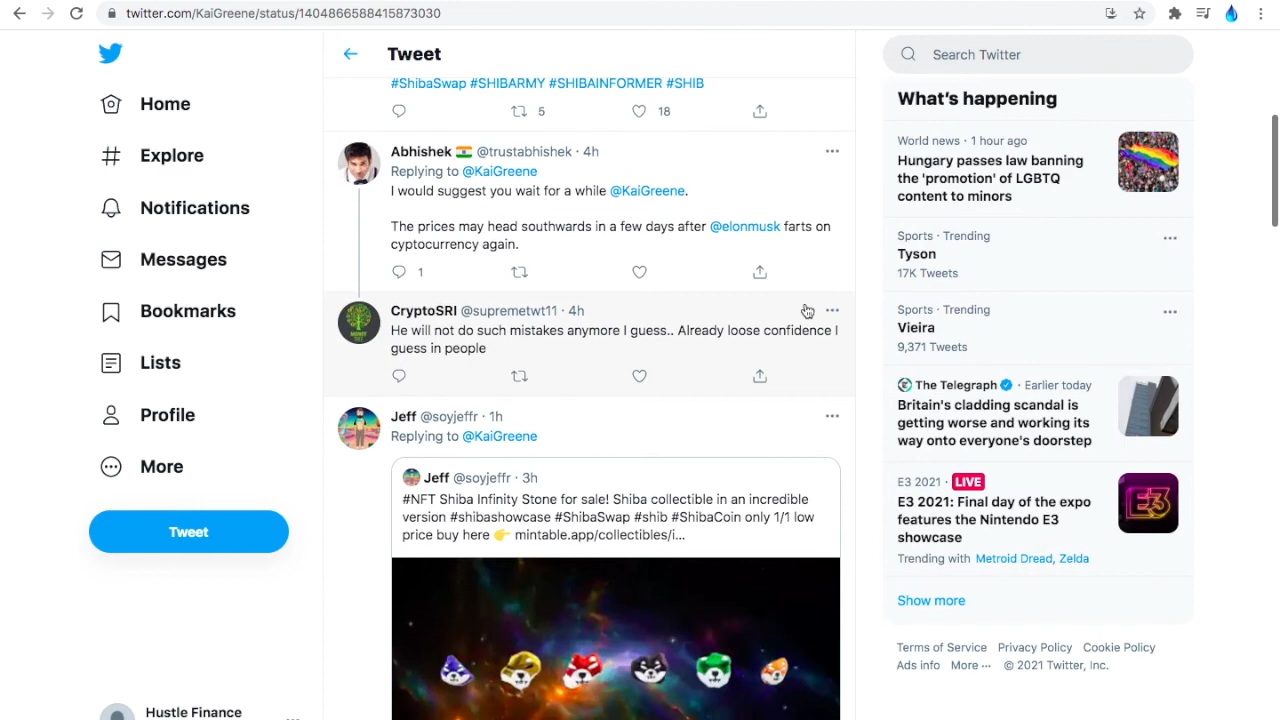 twitter.com/KaiGreene/status/1404866588415873030
Home
Explore
Notifications
Messages
Bookmarks
Lists
Profile
More
Tweet
Hustle Finance
Tweet
#ShibaSwap #SHIBARMY #SHIBAINFORMER #SHIB
5
18
Abhishek 🇮🇳 @trustabhishek · 4h
Replying to @KaiGreene
I would suggest you wait for a while @KaiGreene.
The prices may head southwards in a few days after @elonmusk farts on
cyptocurrency again.
1
CryptoSRI @supremetwt11 · 4h
He will not do such mistakes anymore I guess.. Already loose confidence I
guess in people
Jeff @soyjeffr · 1h
Replying to @KaiGreene
Jeff @soyjeffr · 3h
#NFT Shiba Infinity Stone for sale! Shiba collectible in an incredible
version #shibashowcase #ShibaSwap #shib #ShibaCoin only 1/1 low
price buy here 👉 mintable.app/collectibles/i...
Search Twitter
What's happening
World news · 1 hour ago
Hungary passes law banning
the 'promotion' of LGBTQ
content to minors
Sports · Trending
Tyson
17K Tweets
Sports · Trending
Vieira
9,371 Tweets
The Telegraph · Earlier today
Britain's cladding scandal is
getting worse and working its
way onto everyone's doorstep
E3 2021 · LIVE
E3 2021: Final day of the expo
features the Nintendo E3
showcase
Trending with Metroid Dread, Zelda
E3
Show more
Terms of Service Privacy Policy Cookie Policy
Ads info More ··· © 2021 Twitter, Inc.